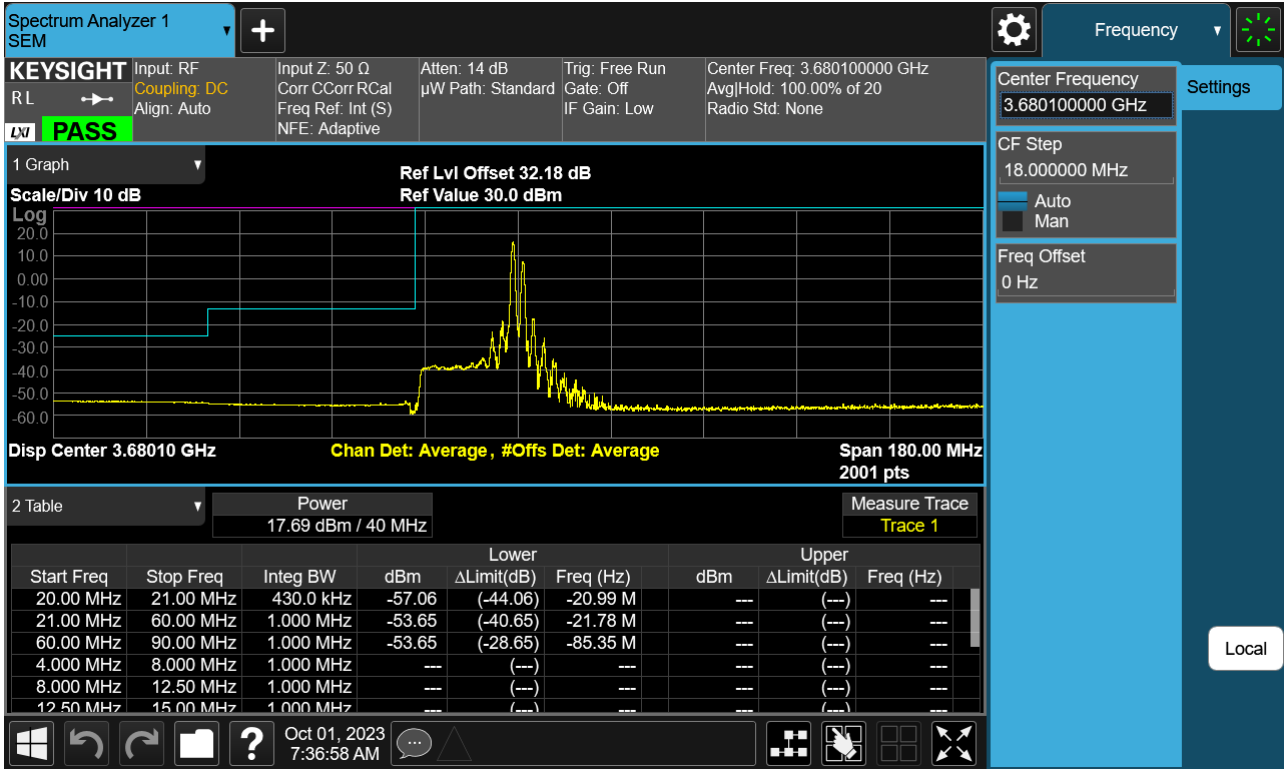 Spectrum Analyzer 1
SEM
+
Frequency
KEYSIGHT
RL
LXI
PASS
Input: RF
Coupling: DC
Align: Auto
Input Z: 50 Ω
Corr CCorr RCal
Freq Ref: Int (S)
NFE: Adaptive
Atten: 14 dB
µW Path: Standard
Trig: Free Run
Gate: Off
IF Gain: Low
Center Freq: 3.680100000 GHz
Avg|Hold: 100.00% of 20
Radio Std: None
Center Frequency
3.680100000 GHz
Settings
CF Step
18.000000 MHz
Auto
Man
Freq Offset
0 Hz
1 Graph
Ref Lvl Offset 32.18 dB
Scale/Div 10 dB
Ref Value 30.0 dBm
Log
20.0
10.0
0.00
-10.0
-20.0
-30.0
-40.0
-50.0
-60.0
Disp Center 3.68010 GHz
Chan Det: Average, #Offs Det: Average
Span 180.00 MHz
2001 pts
2 Table
Power
17.69 dBm / 40 MHz
Measure Trace
Trace 1
Lower Upper
Start Freq Stop Freq Integ BW dBm ΔLimit(dB) Freq (Hz) dBm ΔLimit(dB) Freq (Hz)
20.00 MHz 21.00 MHz 430.0 kHz -57.06 (-44.06) -20.99 M --- (---) ---
21.00 MHz 60.00 MHz 1.000 MHz -53.65 (-40.65) -21.78 M --- (---) ---
60.00 MHz 90.00 MHz 1.000 MHz -53.65 (-28.65) -85.35 M --- (---) ---
4.000 MHz 8.000 MHz 1.000 MHz --- (---) --- --- (---) ---
8.000 MHz 12.50 MHz 1.000 MHz --- (---) --- --- (---) ---
12.50 MHz 15.00 MHz 1.000 MHz --- (---) --- --- (---) ---
Local
?
Oct 01, 2023
7:36:58 AM